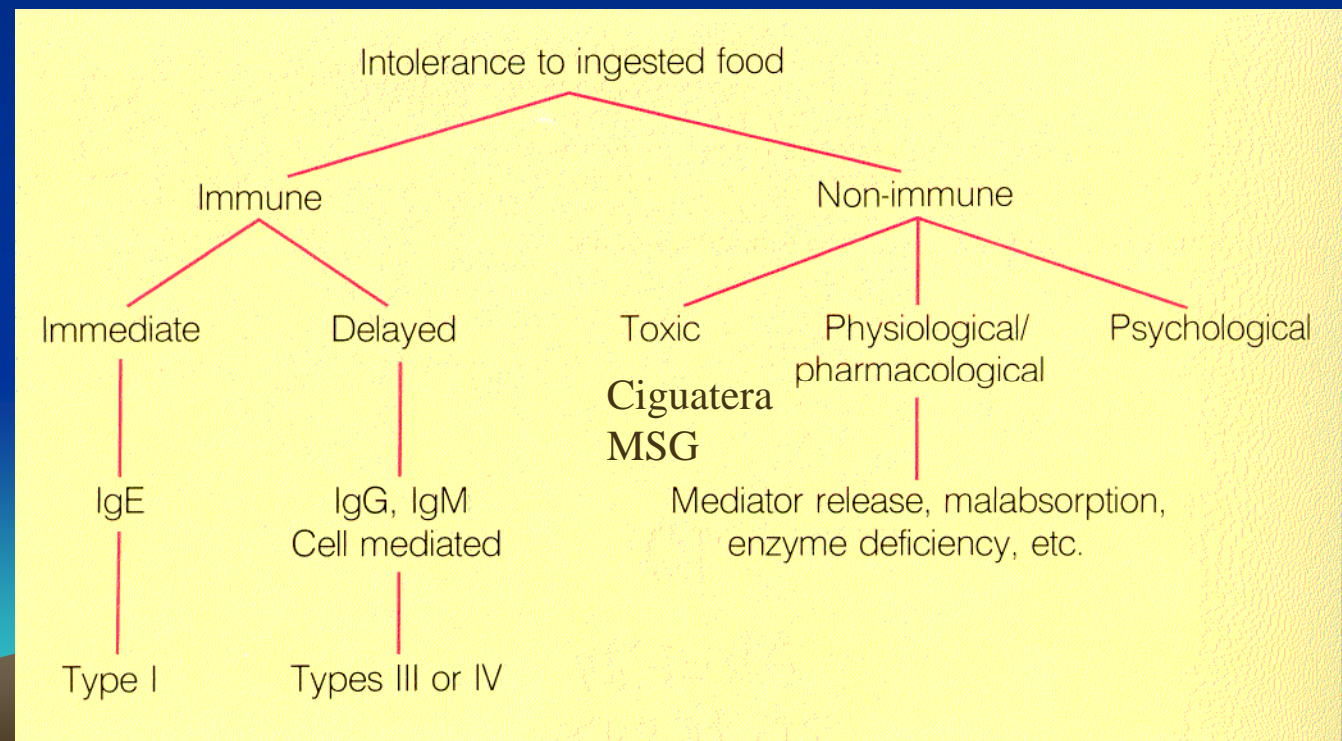 Intolerance to ingested food
Immune
Non-immune
Immediate
Delayed
Toxic
Physiological/
pharmacological
Psychological
Ciguatera
MSG
IgE
IgG, IgM
Cell mediated
Mediator release, malabsorption,
enzyme deficiency, etc.
Type I
Types III or IV